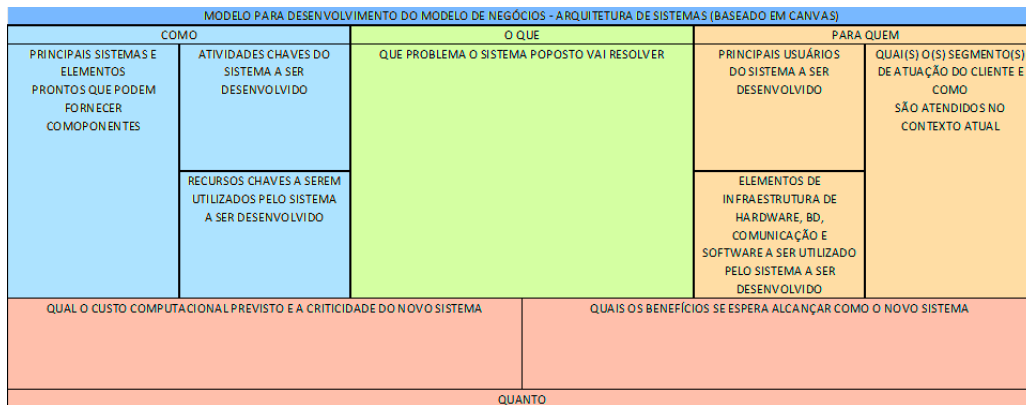 MODELO PARA DESENVOLVIMENTO DO MODELO DE NEGÓCIOS - ARQUITETURA DE SISTEMAS (BASEADO EM CANVAS)
COMO
O QUE
PARA QUEM
PRINCIPAIS SISTEMAS E
ELEMENTOS
PRONTOS QUE PODEM
FORNECER
COMOPONENTES
ATIVIDADES CHAVES DO
SISTEMA A SER
DESENVOLVIDO
RECURSOS CHAVES A SEREM
UTILIZADOS PELO SISTEMA
A SER DESENVOLVIDO
QUE PROBLEMA O SISTEMA POPOSTO VAI RESOLVER
PRINCIPAIS USUÁRIOS
DO SISTEMA A SER
DESENVOLVIDO
ELEMENTOS DE
INFRAESTRUTURA DE
HARDWARE, BD,
COMUNICAÇÃO E
SOFTWARE A SER UTILIZADO
PELO SISTEMA A SER
DESENVOLVIDO
QUAI(S) O(S) SEGMENTO(S)
DE ATUAÇÃO DO CLIENTE E
COMO
SÃO ATENDIDOS NO
CONTEXTO ATUAL
QUAL O CUSTO COMPUTACIONAL PREVISTO E A CRITICIDADE DO NOVO SISTEMA
QUAIS OS BENEFÍCIOS SE ESPERA ALCANÇAR COMO O NOVO SISTEMA
QUANTO